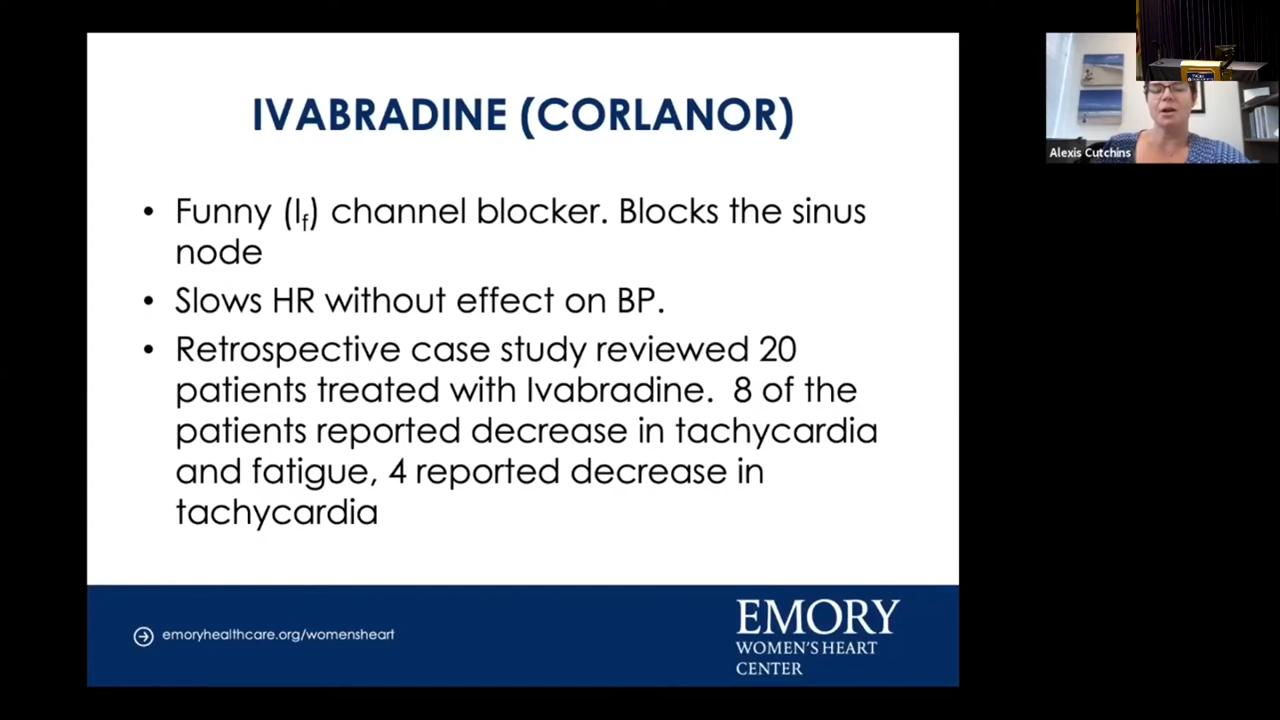 IVABRADINE (CORLANOR)
• Funny (If) channel blocker. Blocks the sinus
node
• Slows HR without effect on BP.
• Retrospective case study reviewed 20
patients treated with Ivabradine.  8 of the
patients reported decrease in tachycardia
and fatigue, 4 reported decrease in
tachycardia
emoryhealthcare.org/womensheart
EMORY
WOMEN'S HEART
CENTER
Alexis Cutchins